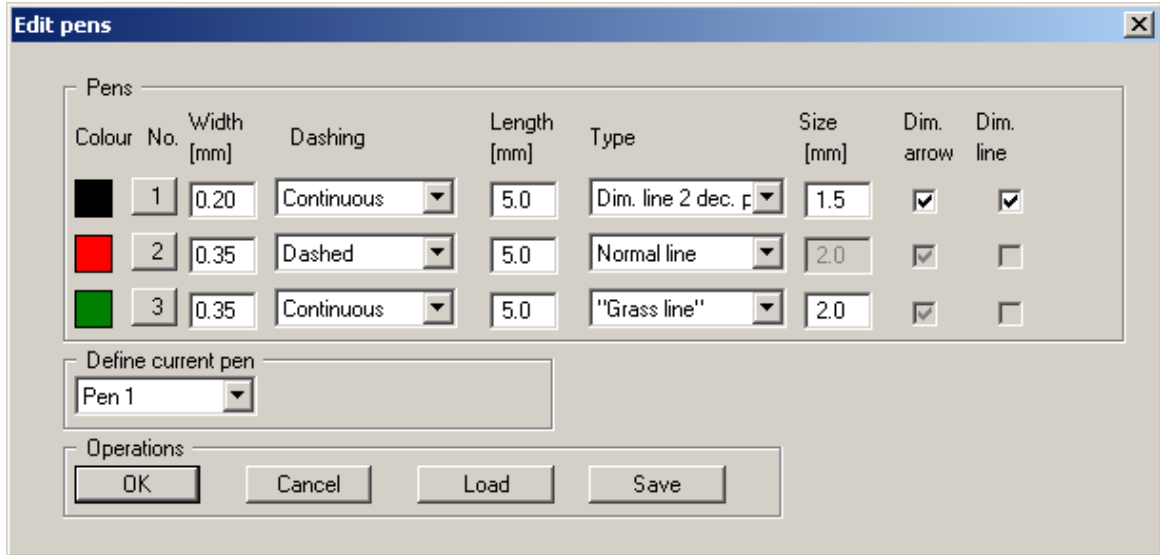 Edit pens
Pens
Colour No. Width [mm] Dashing Length [mm] Type Size [mm] Dim. arrow Dim. line
1 0.20 Continuous 5.0 Dim. line 2 dec. p 1.5
2 0.35 Dashed 5.0 Normal line 2.0
3 0.35 Continuous 5.0 "Grass line" 2.0
Define current pen
Pen 1
Operations
OK Cancel Load Save